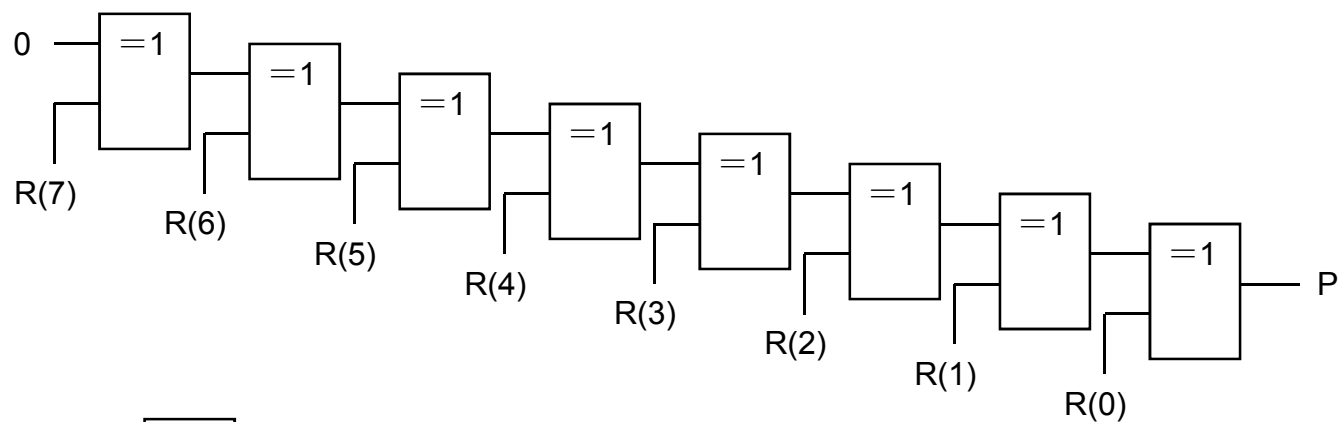 0
=1
=1
=1
=1
=1
=1
=1
=1
R(7)
R(6)
R(5)
R(4)
R(3)
R(2)
R(1)
R(0)
P